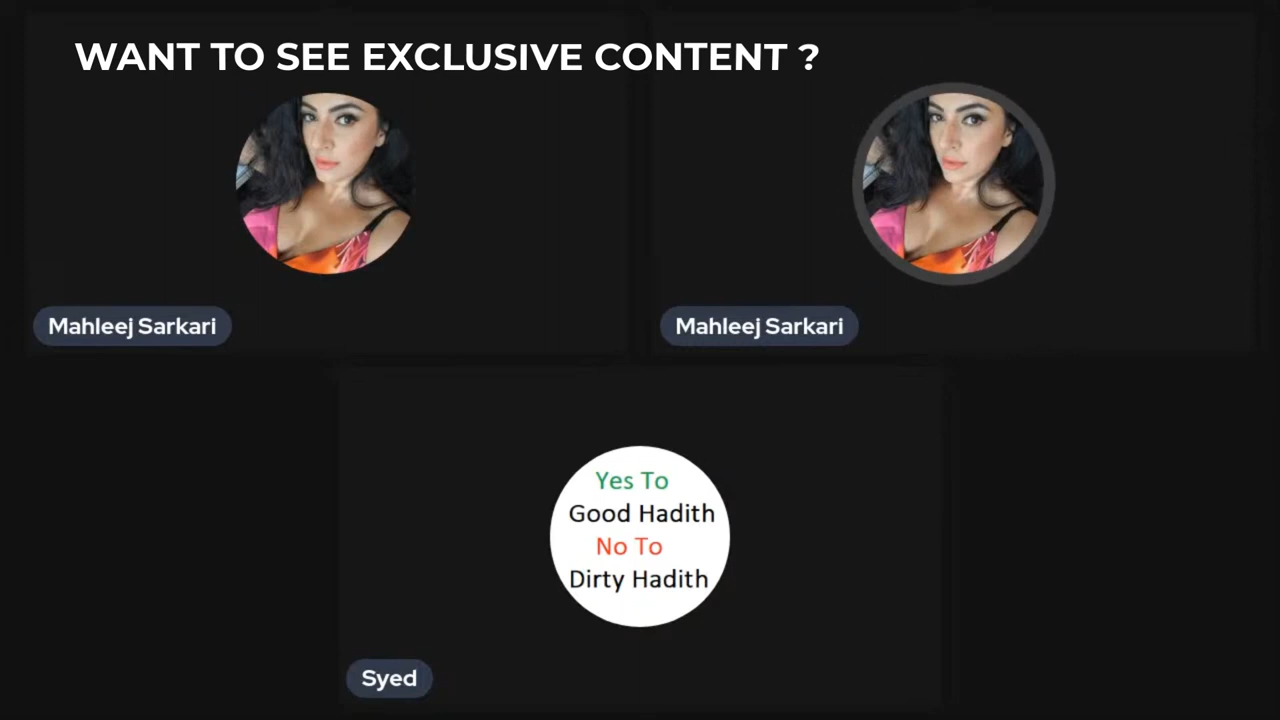 WANT TO SEE EXCLUSIVE CONTENT ?
Mahleej Sarkari
Mahleej Sarkari
Yes To
Good Hadith
No To
Dirty Hadith
Syed